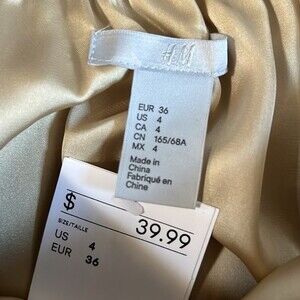 H&M
EUR 36
US 4
CA 4
CN 165/68A
MX 4
Made in
China
Fabriqué en
Chine
$ 39.99
SIZE/TAILLE
US 4
EUR 36